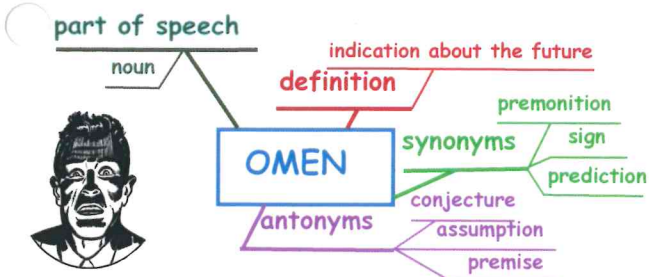 part of speech
noun
indication about the future
definition
OMEN
synonyms
premonition
sign
prediction
antonyms
conjecture
assumption
premise